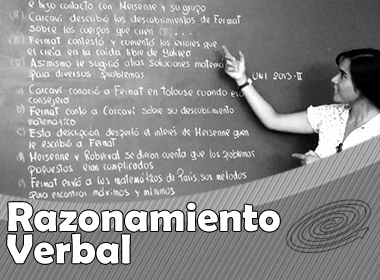 e hizo contacto con Mersenne y su grupo
II) Carcavi describió los descubrimientos de Fermat
sobre los cuerpos que caen
Fermat contestó y comentó los errores que
él creía en la caída libre de Galileo
V) Asimismo le sugirió altas soluciones matemá
para diversos problemas
UNI 2013-II
a) Carcavi conoció a Fermat en Tolouse cuando e
consejero
b) Fermat contó a Carcavi sobre su descubrimiento
matemático
c) Esta descripción despertó el interés de Mersenne quien
le escribió a Fermat
d) Mersenne y Roberval se dieron cuenta que los problemas
propuestos eran complicados
e) Fermat envió a los matemáticos de París, sus métodos
para encontrar máximos y mínimos
Razonamiento
Verbal